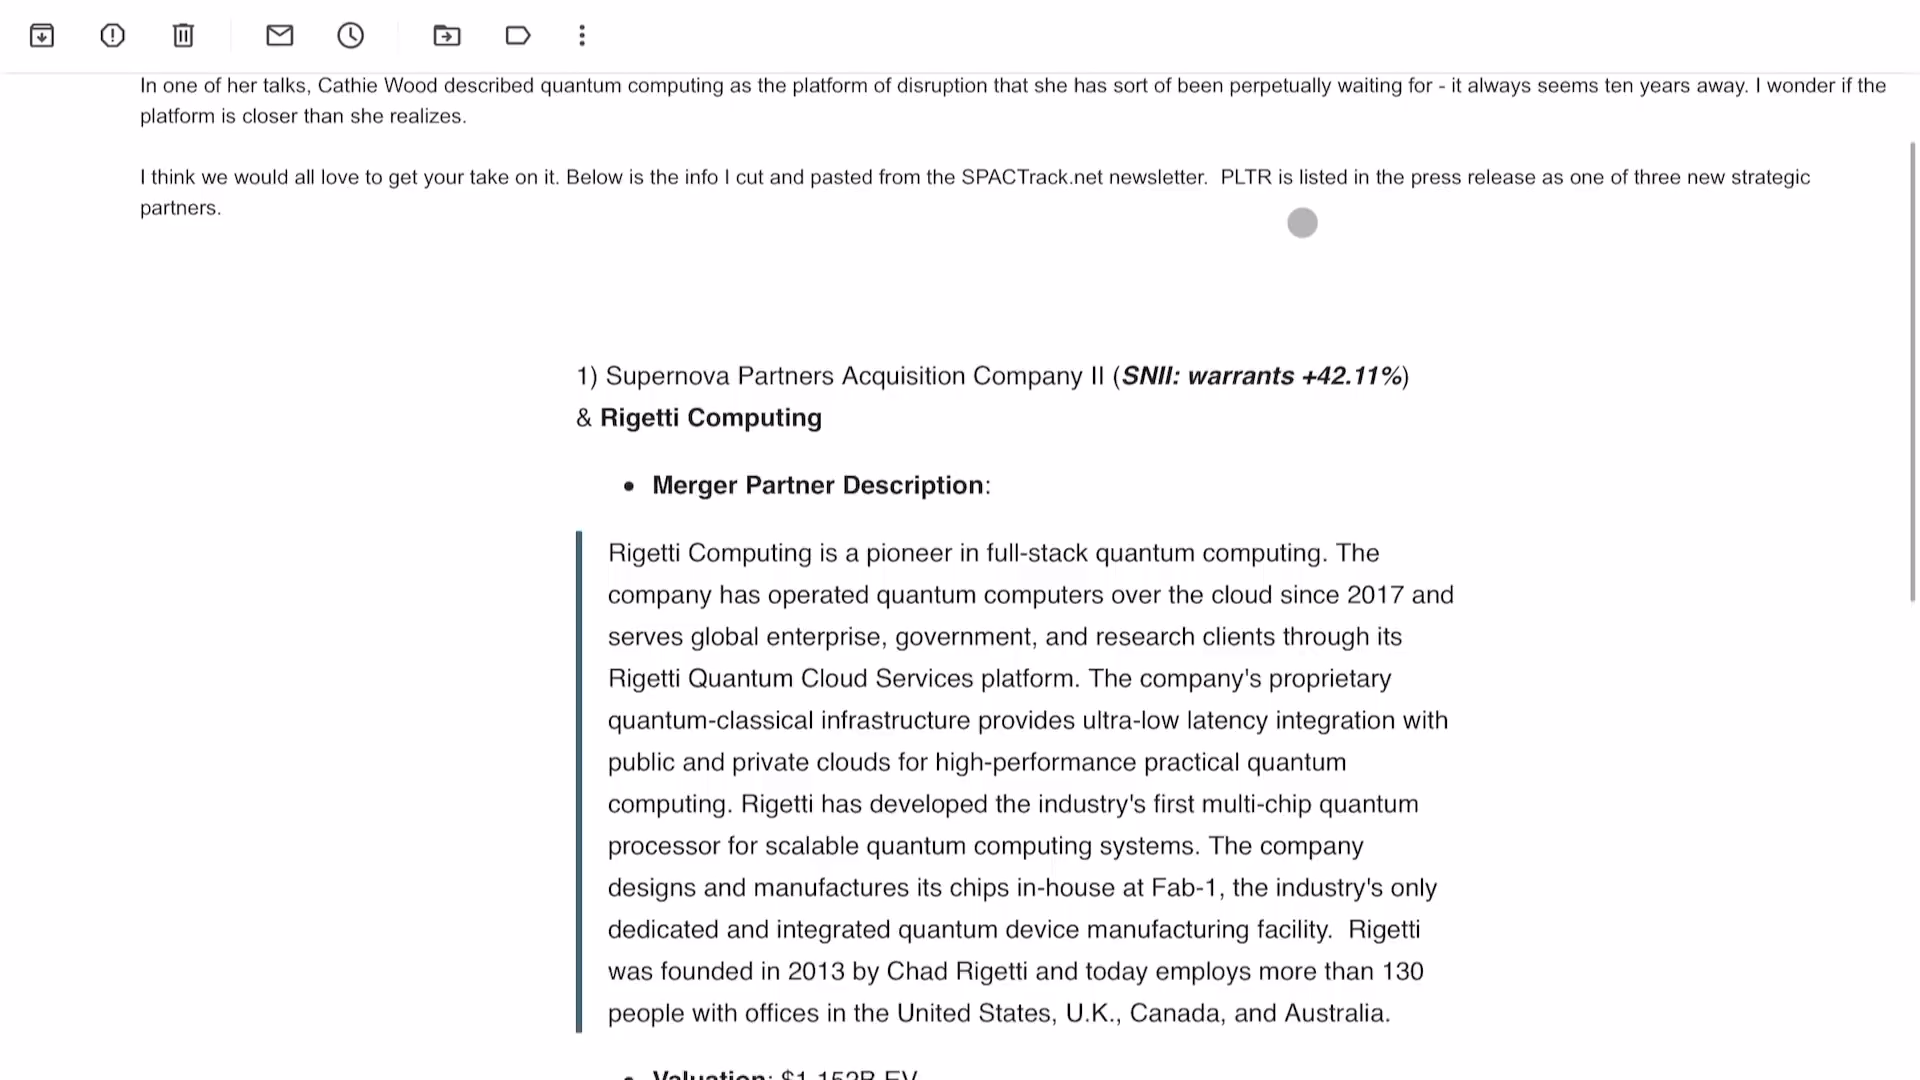 In one of her talks, Cathie Wood described quantum computing as the platform of disruption that she has sort of been perpetually waiting for - it always seems ten years away. I wonder if the
platform is closer than she realizes.
I think we would all love to get your take on it. Below is the info I cut and pasted from the SPACTrack.net newsletter.  PLTR is listed in the press release as one of three new strategic
partners.
1) Supernova Partners Acquisition Company II (SNII: warrants +42.11%)
& Rigetti Computing
• Merger Partner Description:
Rigetti Computing is a pioneer in full-stack quantum computing. The
company has operated quantum computers over the cloud since 2017 and
serves global enterprise, government, and research clients through its
Rigetti Quantum Cloud Services platform. The company's proprietary
quantum-classical infrastructure provides ultra-low latency integration with
public and private clouds for high-performance practical quantum
computing. Rigetti has developed the industry's first multi-chip quantum
processor for scalable quantum computing systems. The company
designs and manufactures its chips in-house at Fab-1, the industry's only
dedicated and integrated quantum device manufacturing facility.  Rigetti
was founded in 2013 by Chad Rigetti and today employs more than 130
people with offices in the United States, U.K., Canada, and Australia.
• Valuation: $1.152B EV